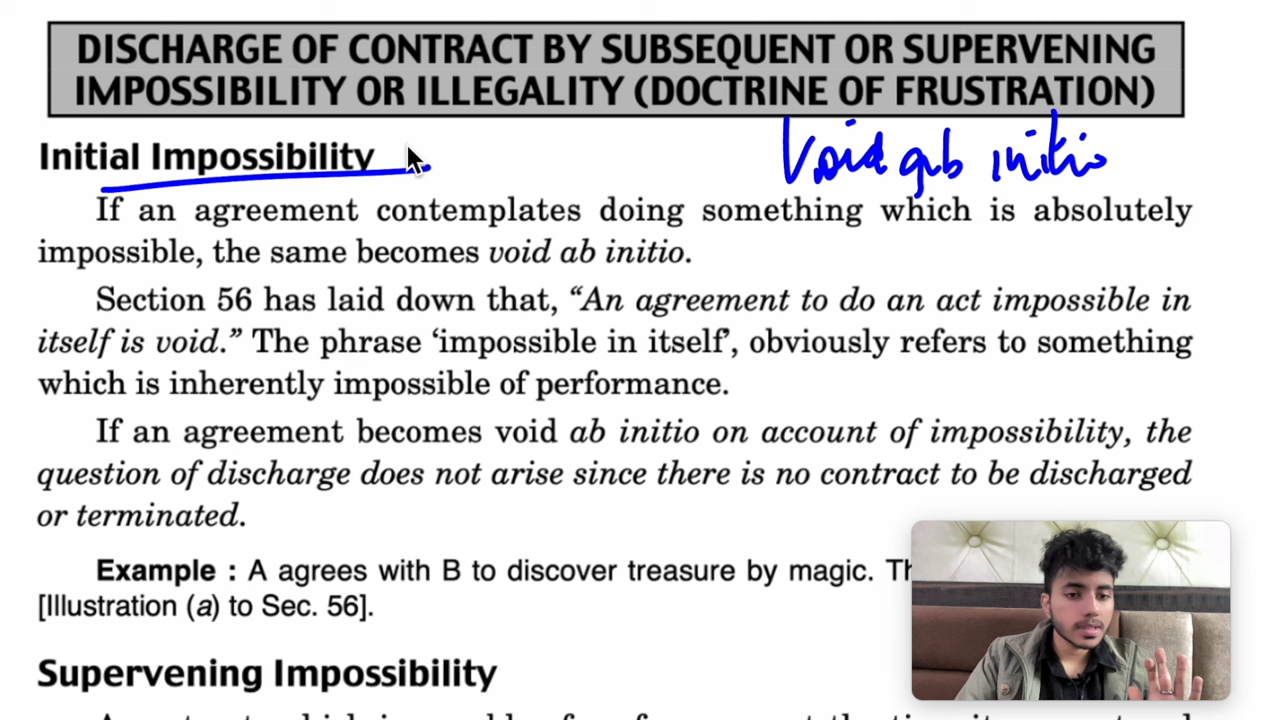 DISCHARGE OF CONTRACT BY SUBSEQUENT OR SUPERVENING
IMPOSSIBILITY OR ILLEGALITY (DOCTRINE OF FRUSTRATION)
Initial Impossibility
Void ab initio
If an agreement contemplates doing something which is absolutely
impossible, the same becomes void ab initio.
Section 56 has laid down that, “An agreement to do an act impossible in
itself is void.” The phrase ‘impossible in itself’, obviously refers to something
which is inherently impossible of performance.
If an agreement becomes void ab initio on account of impossibility, the
question of discharge does not arise since there is no contract to be discharged
or terminated.
Example : A agrees with B to discover treasure by magic.
[Illustration (a) to Sec. 56].
Supervening Impossibility